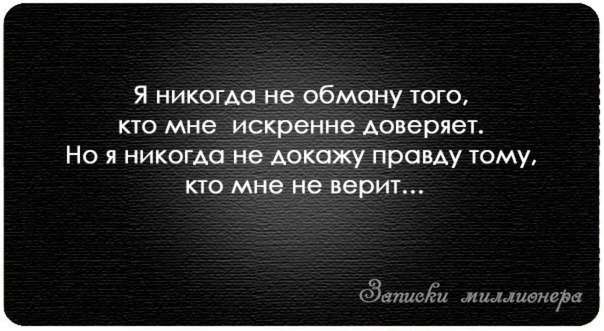 Я никогда не обману того,
кто мне искренне доверяет.
Но я никогда не докажу правду тому,
кто мне не верит...
Записки миллионера